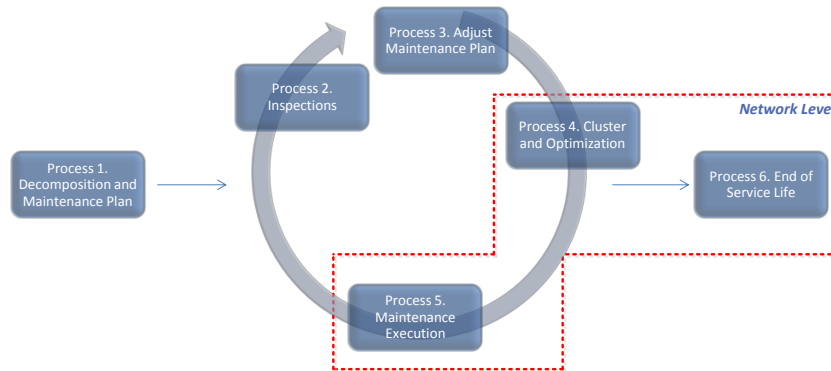 Process 3. Adjust
Maintenance Plan
Process 2.
Inspections
Network Leve
Process 4. Cluster
and Optimization
Process 1.
Decomposition and
Maintenance Plan
Process 6. End of
Service Life
Process 5.
Maintenance
Execution